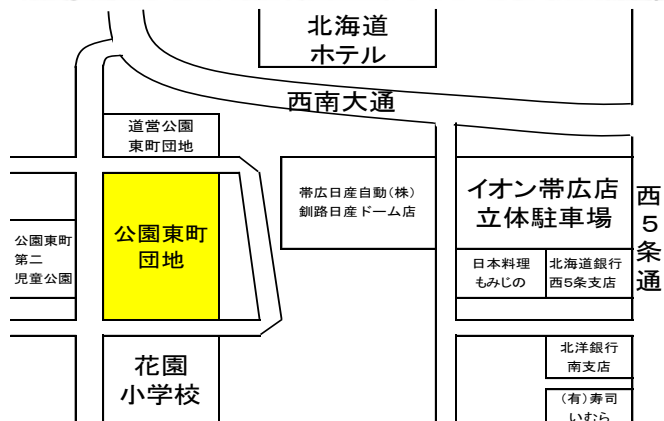 北海道
ホテル
西南大通
道営公園
東町団地
帯広日産自動(株)
釧路日産ドーム店
イオン帯広店
立体駐車場
西5条通
公園東町
第二
児童公園
公園東町
団地
日本料理
もみじの
北海道銀行
西5条支店
花園
小学校
北洋銀行
南支店
(有)寿司
いむら